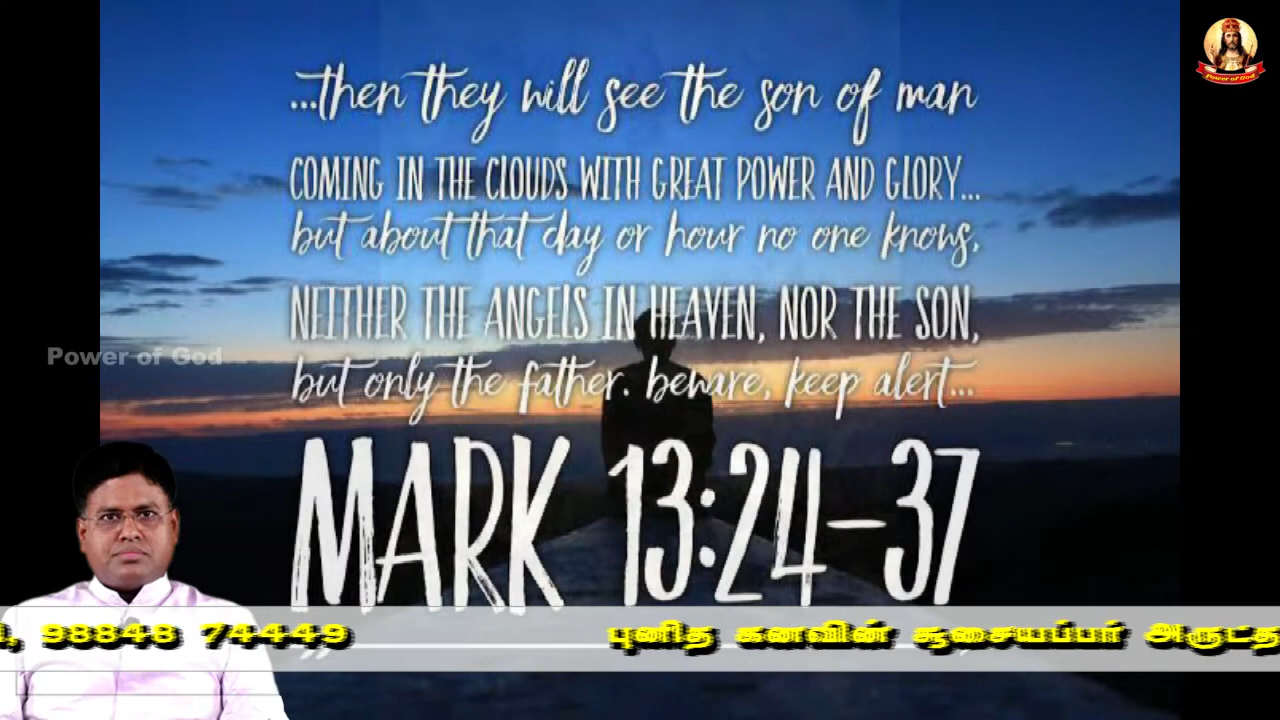 ...then they will see the son of man
COMING IN THE CLOUDS WITH GREAT POWER AND GLORY...
but about that day or hour no one knows,
NEITHER THE ANGELS IN HEAVEN, NOR THE SON,
but only the father. beware, keep alert...
MARK 13:24-37
Power of God
Power of God
98848 74449 புனித கனவின் சூசையப்பர்